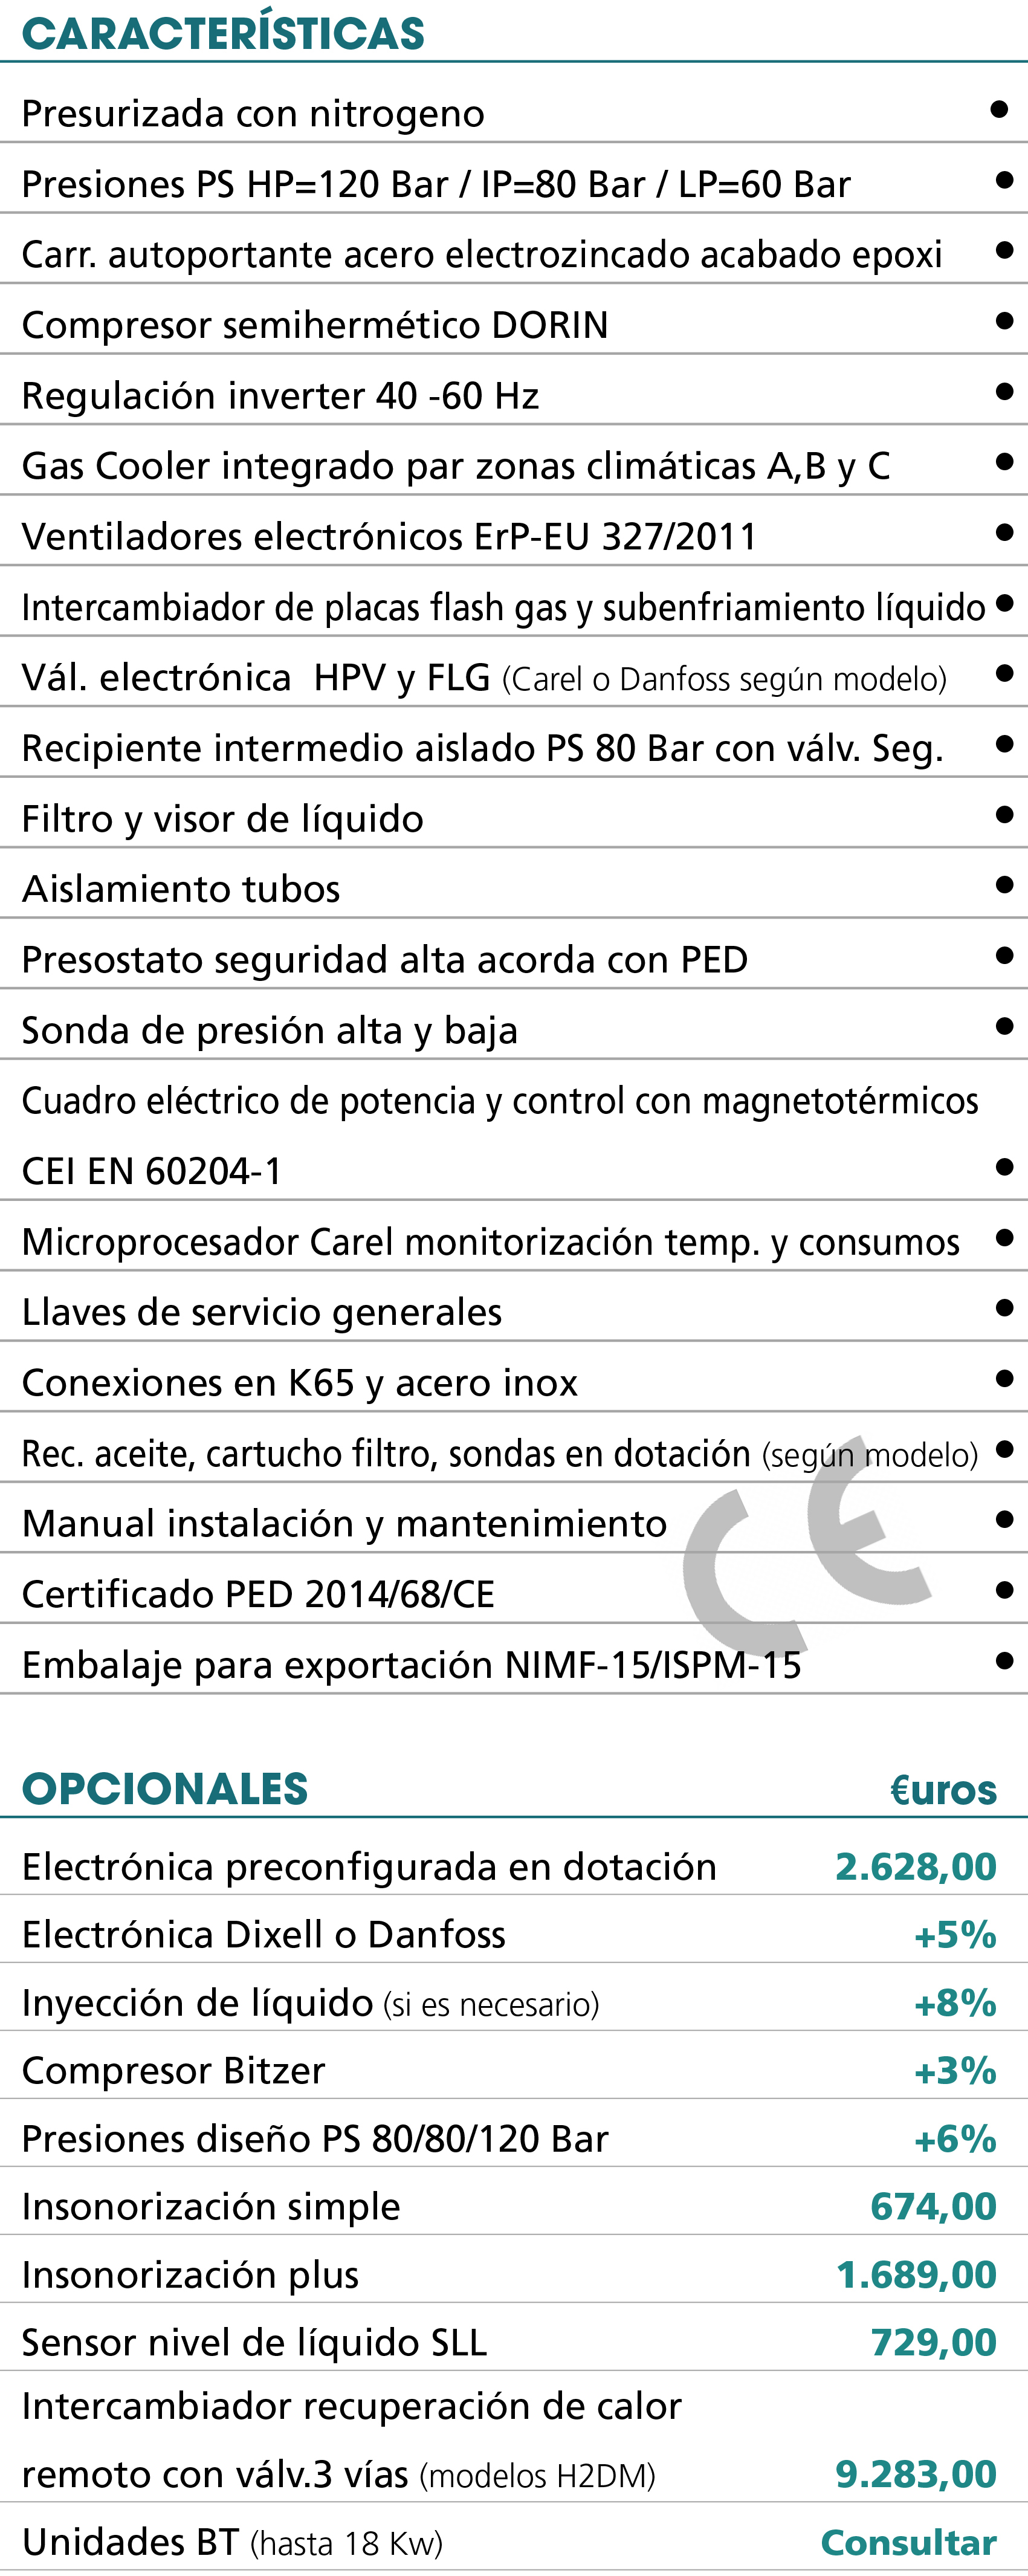 CARACTERÍSTICAS
Presurizada con nitrogeno •
Presiones PS HP=120 Bar / IP=80 Bar / LP=60 Bar •
Carr. autoportante acero electrozincado acabado epoxi •
Compresor semihermético DORIN •
Regulación inverter 40 -60 Hz •
Gas Cooler integrado par zonas climáticas A,B y C •
Ventiladores electrónicos ErP-EU 327/2011 •
Intercambiador de placas flash gas y subenfriamiento líquido •
Vál. electrónica HPV y FLG (Carel o Danfoss según modelo) •
Recipiente intermedio aislado PS 80 Bar con válv. Seg. •
Filtro y visor de líquido •
Aislamiento tubos •
Presostato seguridad alta acorda con PED •
Sonda de presión alta y baja •
Cuadro eléctrico de potencia y control con magnetotérmicos
CEI EN 60204-1 •
Microprocesador Carel monitorización temp. y consumos •
Llaves de servicio generales •
Conexiones en K65 y acero inox •
Rec. aceite, cartucho filtro, sondas en dotación (según modelo) •
Manual instalación y mantenimiento •
CE
Certificado PED 2014/68/CE •
Embalaje para exportación NIMF-15/ISPM-15 •
OPCIONALES €uros
Electrónica preconfigurada en dotación 2.628,00
Electrónica Dixell o Danfoss +5%
Inyección de líquido (si es necesario) +8%
Compresor Bitzer +3%
Presiones diseño PS 80/80/120 Bar +6%
Insonorización simple 674,00
Insonorización plus 1.689,00
Sensor nivel de líquido SLL 729,00
Intercambiador recuperación de calor
remoto con válv.3 vías (modelos H2DM) 9.283,00
Unidades BT (hasta 18 Kw) Consultar